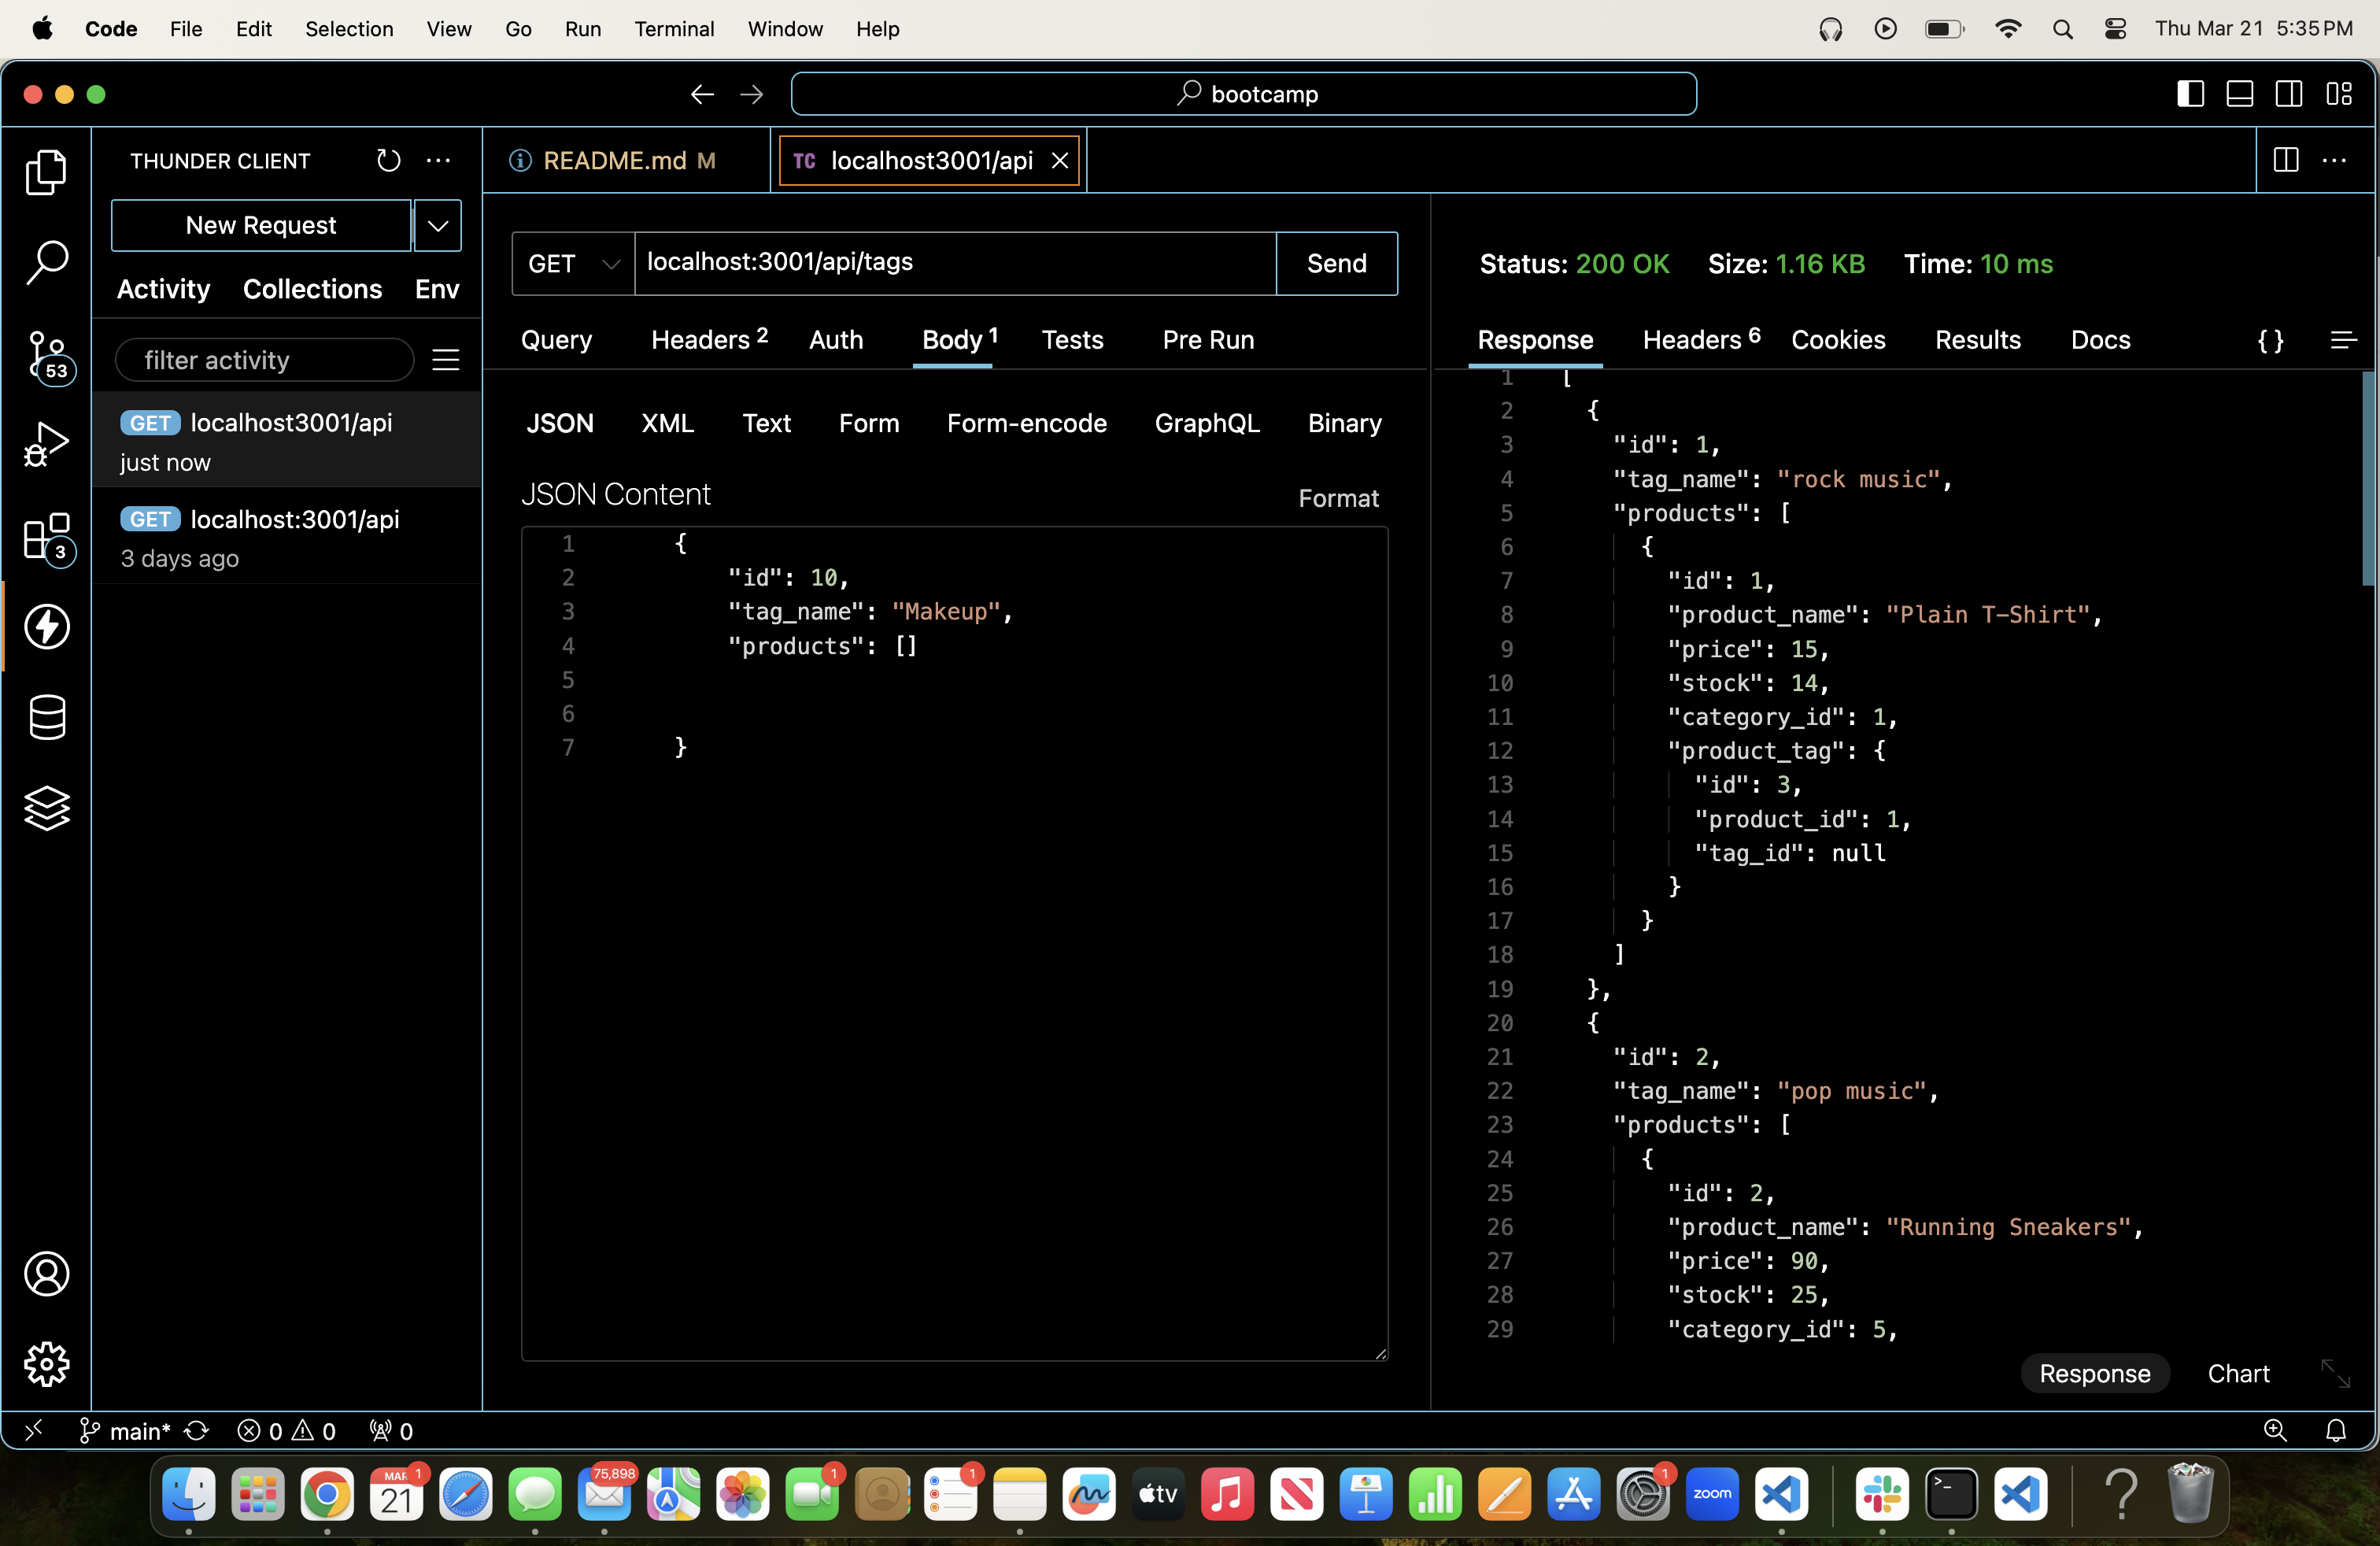 Code File Edit Selection View Go Run Terminal Window Help Thu Mar 21 5:35 PM
bootcamp
THUNDER CLIENT
New Request
Activity Collections Env
filter activity
GET localhost3001/api
just now
GET localhost:3001/api
3 days ago
53
3
README.md M
TC localhost3001/api
GET localhost:3001/api/tags Send
Query Headers 2 Auth Body 1 Tests Pre Run
JSON XML Text Form Form-encode GraphQL Binary
JSON Content
Format
1 {
2 "id": 10,
3 "tag_name": "Makeup",
4 "products": []
5
6
7 }
Status: 200 OK Size: 1.16 KB Time: 10 ms
Response Headers 6 Cookies Results Docs {}
1 [
2 {
3 "id": 1,
4 "tag_name": "rock music",
5 "products": [
6 {
7 "id": 1,
8 "product_name": "Plain T-Shirt",
9 "price": 15,
10 "stock": 14,
11 "category_id": 1,
12 "product_tag": {
13 "id": 3,
14 "product_id": 1,
15 "tag_id": null
16 }
17 }
18 ]
19 },
20 {
21 "id": 2,
22 "tag_name": "pop music",
23 "products": [
24 {
25 "id": 2,
26 "product_name": "Running Sneakers",
27 "price": 90,
28 "stock": 25,
29 "category_id": 5,
Response Chart
main* 0 0 0
MAR 21 1
75,898
1
1
tv
1
zoom